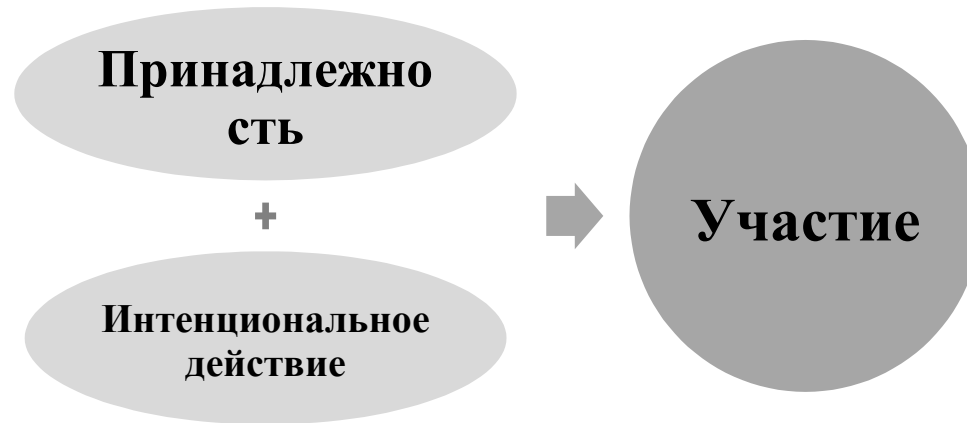 Принадлежно
сть
+
Интенциональное
действие
Участие